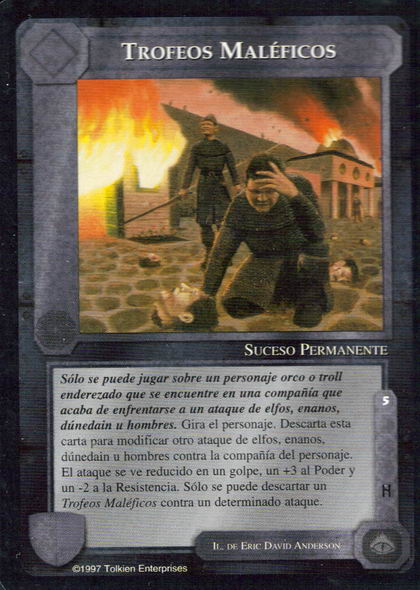 TROFEOS MALÉFICOS
SUCESO PERMANENTE
Sólo se puede jugar sobre un personaje orco o troll
enderezado que se encuentre en una compañía que
acaba de enfrentarse a un ataque de elfos, enanos,
dúnedain u hombres. Gira el personaje. Descarta esta
carta para modificar otro ataque de elfos, enanos,
dúnedain u hombres contra la compañía del personaje.
El ataque se ve reducido en un golpe, un +3 al Poder y
un -2 a la Resistencia. Sólo se puede descartar un
Trofeos Maléficos contra un determinado ataque.
5
H
IL. DE ERIC DAVID ANDERSON
©1997 Tolkien Enterprises